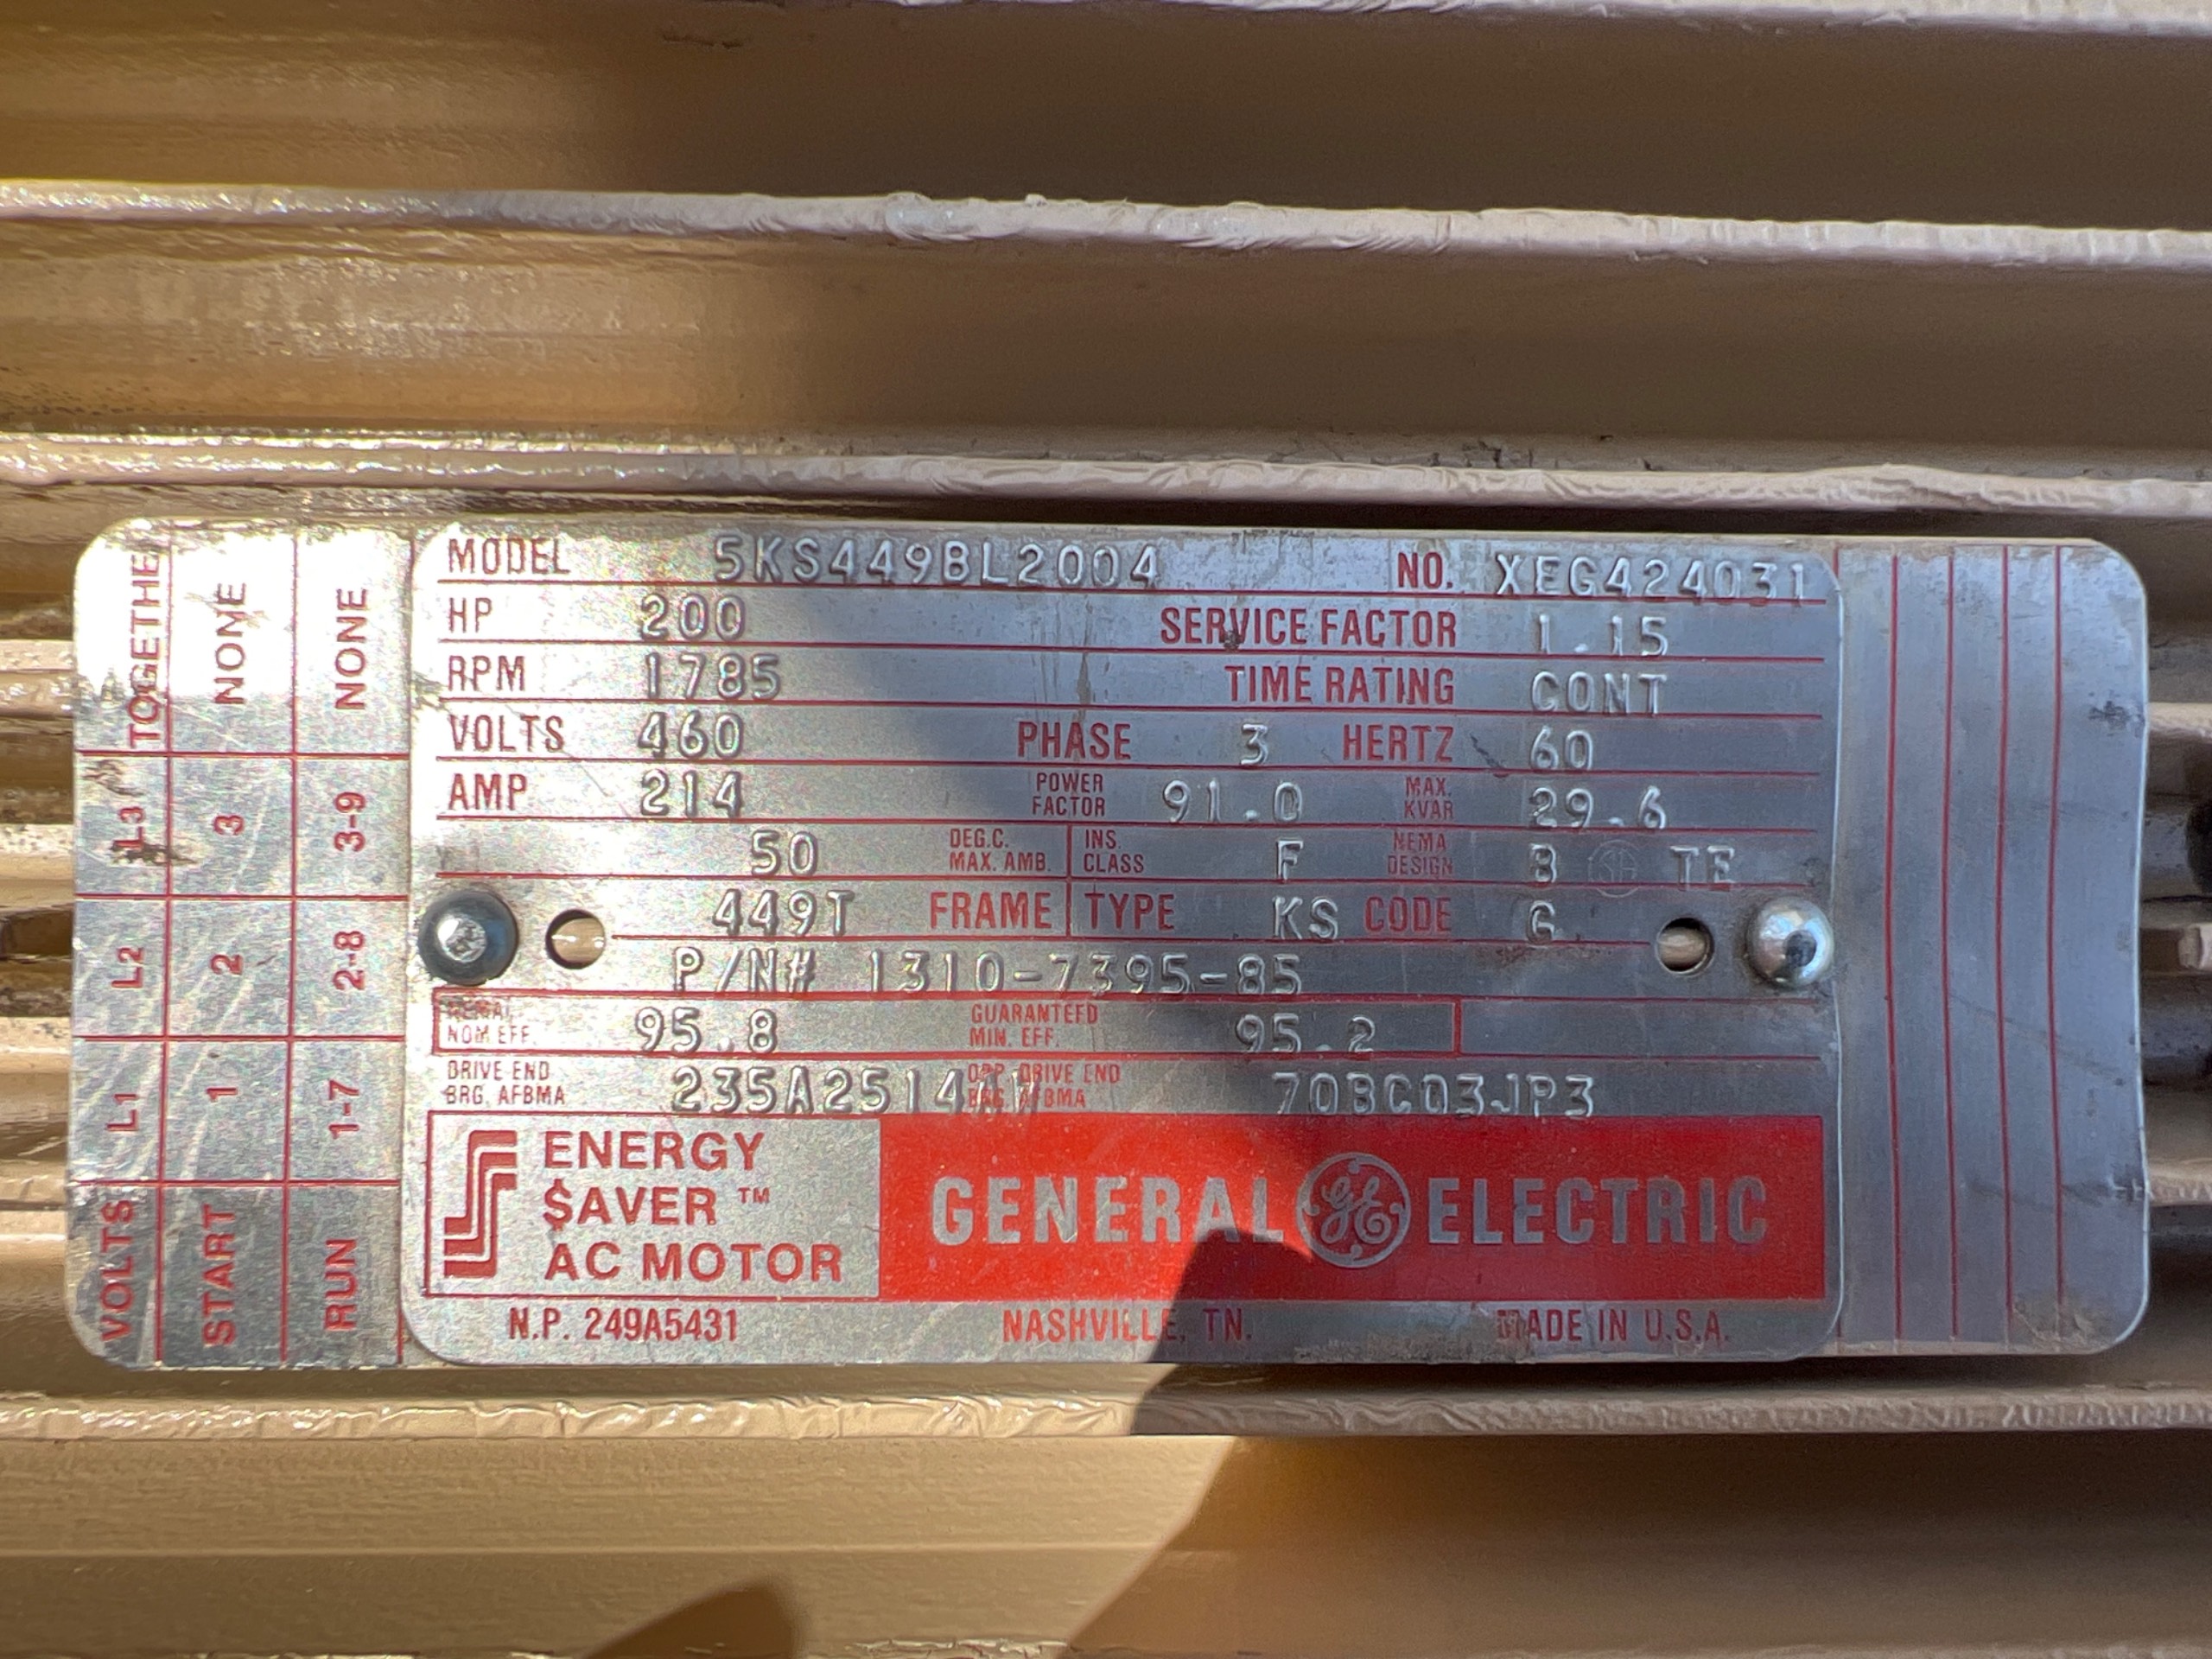 MODEL 5KS449BL2004 NO. XEG424031
HP 200 SERVICE FACTOR 1.15
RPM 1785 TIME RATING CONT
VOLTS 460 PHASE 3 HERTZ 60
AMP 214 POWER FACTOR 91.0 MAX. KVAR 29.6
50 DEG.C. MAX. AMB. INS. CLASS F NEMA DESIGN B SA TE
449T FRAME TYPE KS CODE G
P/N# 1310-7395-85
NEMA NOM EFF. 95.8 GUARANTEED MIN. EFF. 95.2
DRIVE END BRG. AFBMA 235A2514AW OPP. DRIVE END BRG. AFBMA 70BC03JP3
ENERGY
$AVER ™
AC MOTOR
GENERAL GE ELECTRIC
N.P. 249A5431 NASHVILLE, TN. MADE IN U.S.A.
VOLTS L1 L2 L3 TOGETHER
START 1 2 3 NONE
RUN 1-7 2-8 3-9 NONE